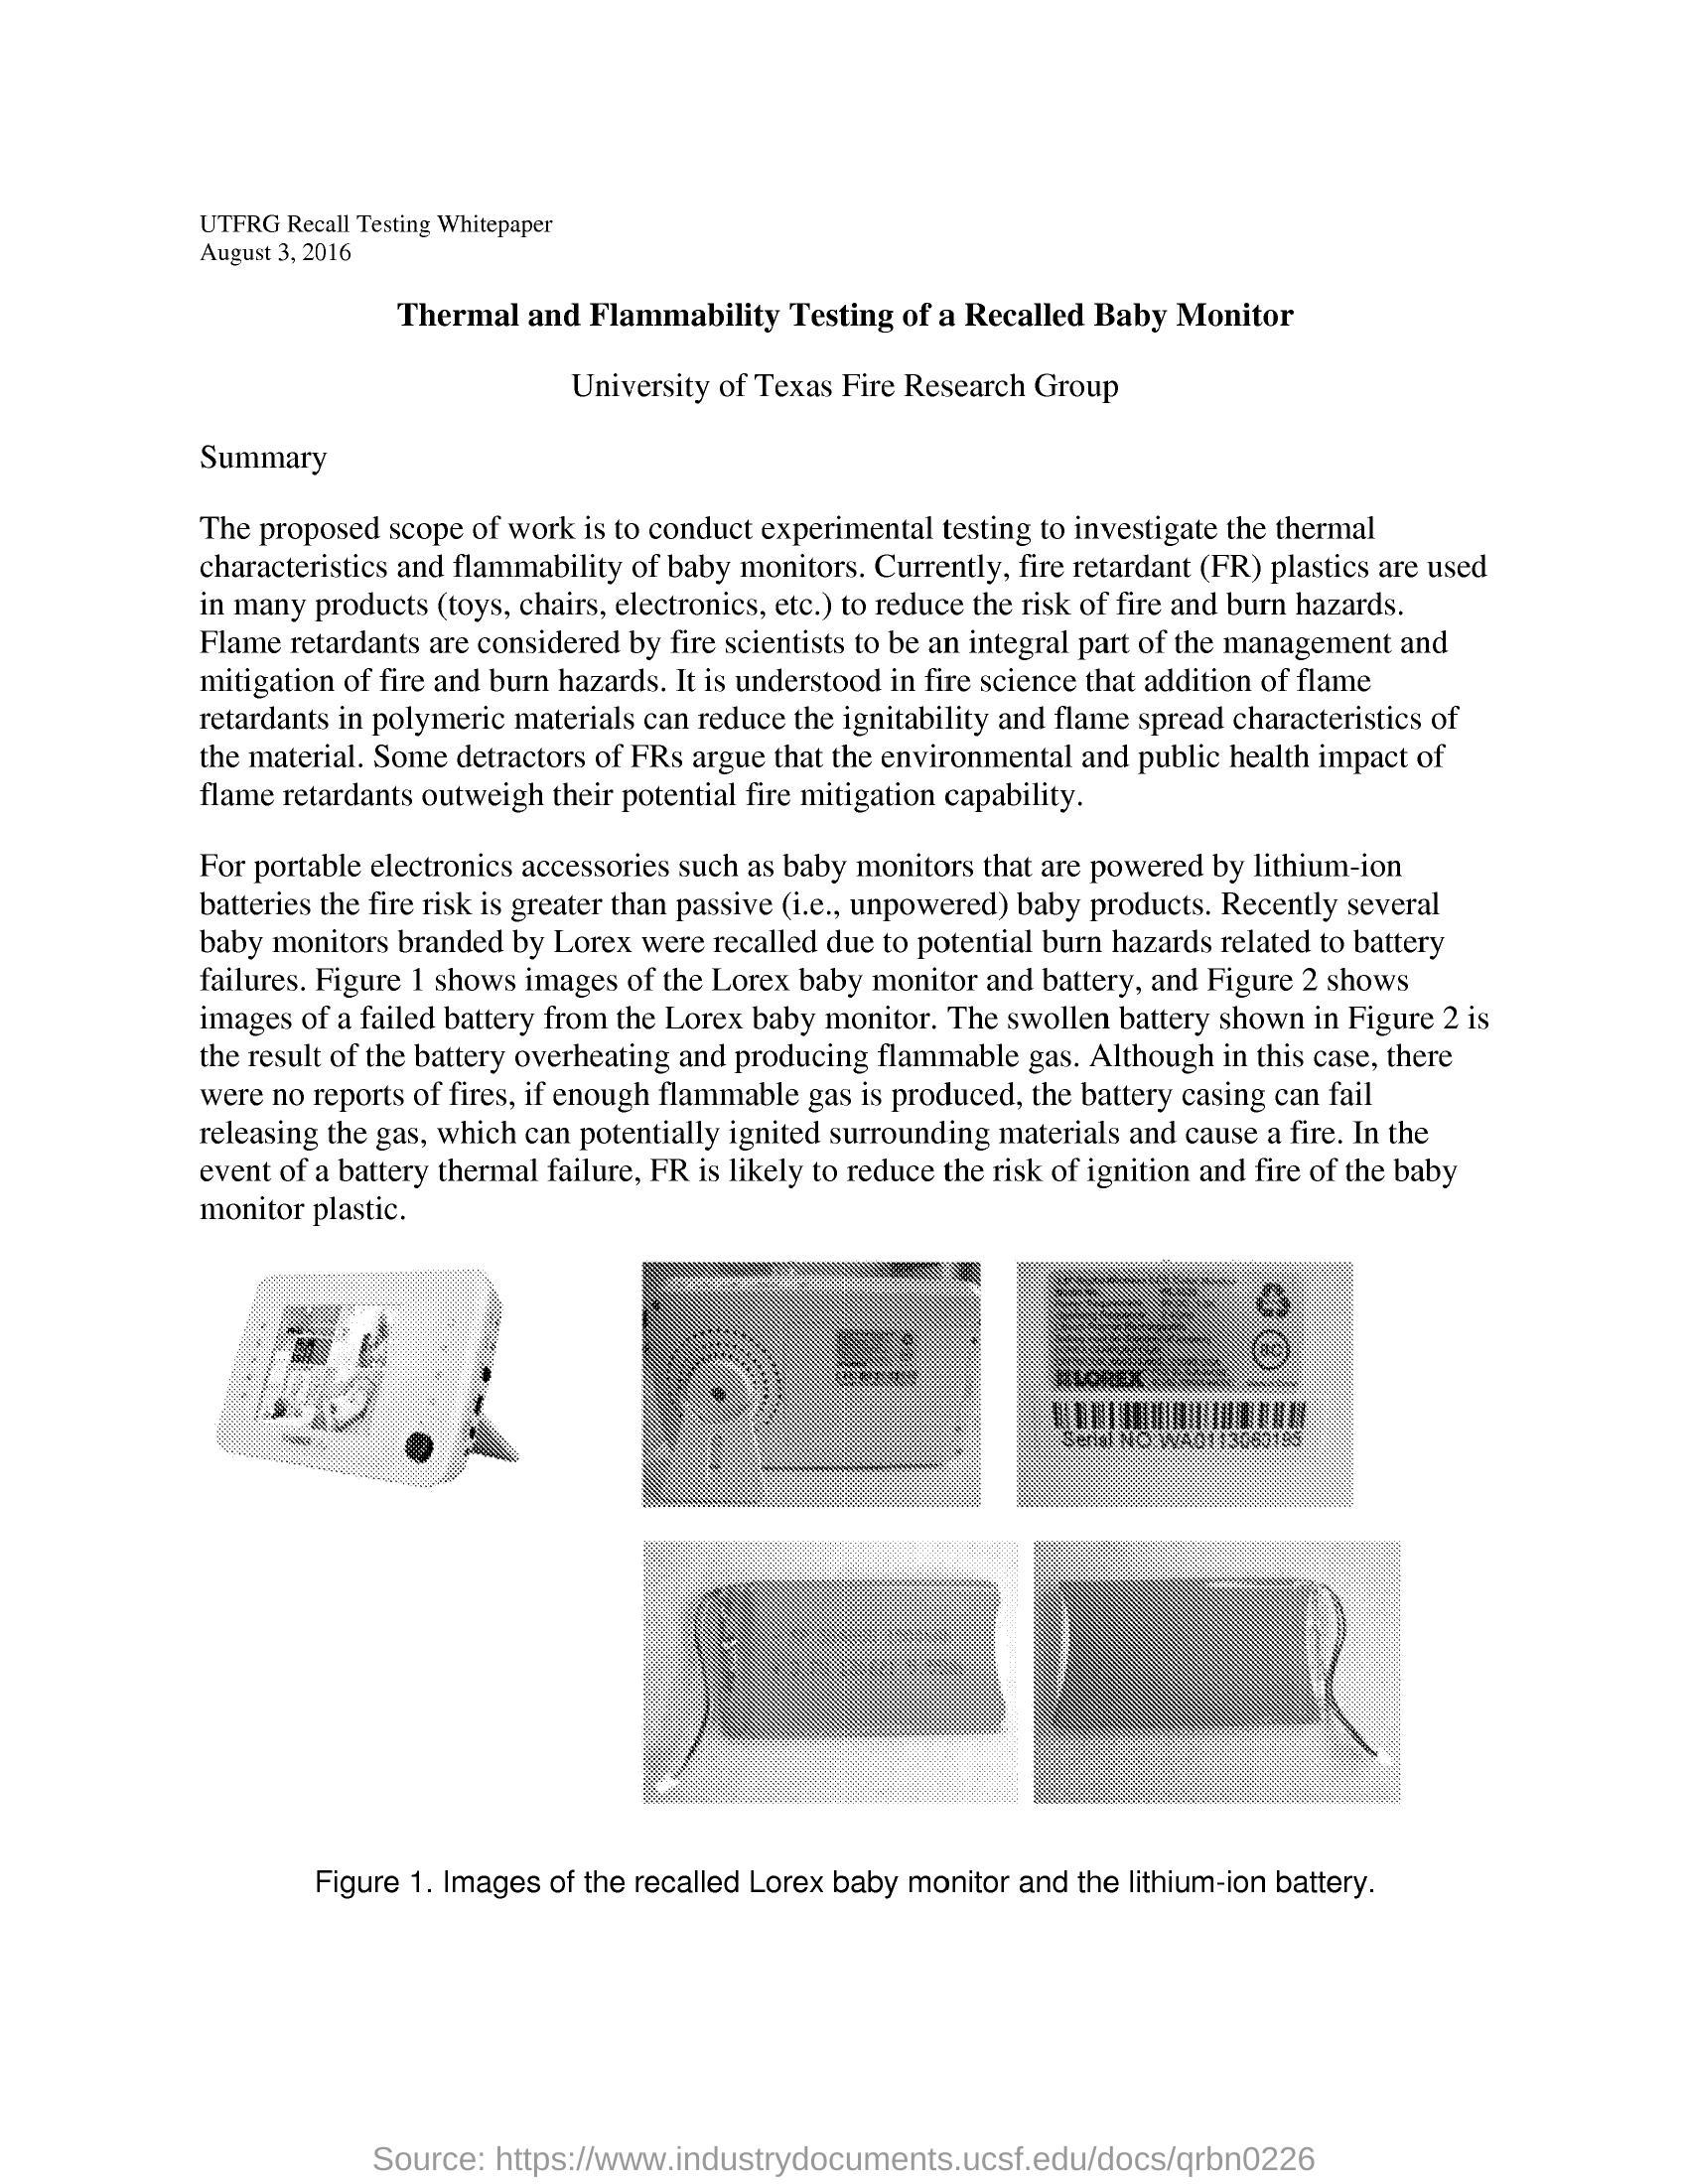 UTFRG Recall Testing Whitepaper
August 3, 2016
Thermal and Flammability Testing of a Recalled Baby Monitor
University of Texas Fire Research Group
Summary
The proposed scope of work is to conduct experimental testing to investigate the thermal
characteristics and flammability of baby monitors. Currently, fire retardant (FR) plastics are used
in many products (toys, chairs, electronics, etc.) to reduce the risk of fire and burn hazards.
Flame retardants are considered by fire scientists to be an integral part of the management and
mitigation of fire and burn hazards. It is understood in fire science that addition of flame
retardants in polymeric materials can reduce the ignitability and flame spread characteristics of
the material. Some detractors of FRs argue that the environmental and public health impact of
flame retardants outweigh their potential fire mitigation capability.
For portable electronics accessories such as baby monitors that are powered by lithium-ion
batteries the fire risk is greater than passive (i.e., unpowered) baby products. Recently several
baby monitors branded by Lorex were recalled due to potential burn hazards related to battery
failures. Figure 1 shows images of the Lorex baby monitor and battery, and Figure 2 shows
images of a failed battery from the Lorex baby monitor. The swollen battery shown in Figure 2 is
the result of the battery overheating and producing flammable gas. Although in this case, there
were no reports of fires, if enough flammable gas is produced, the battery casing can fail
releasing the gas, which can potentially ignited surrounding materials and cause a fire. In the
event of a battery thermal failure, FR is likely to reduce the risk of ignition and fire of the baby
monitor plastic.
LOREX
Serial NO
Figure 1. Images of the recalled Lorex baby monitor and the lithium-ion battery.
Source: https://www.industrydocuments.ucsf.edu/docs/qrbn0226